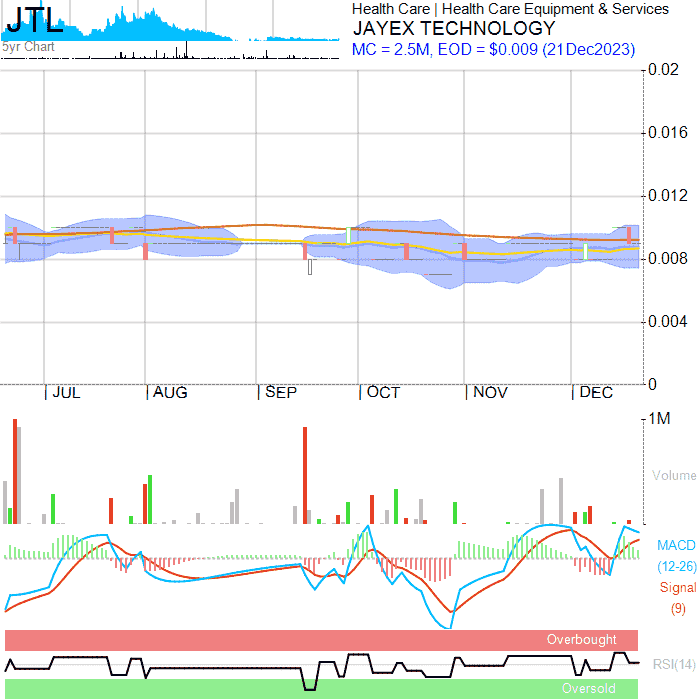 JTL
5yr Chart
Health Care | Health Care Equipment & Services
JAYEX TECHNOLOGY
MC = 2.5M, EOD = $0.009 (21Dec2023)
0.02
0.016
0.012
0.008
0.004
0
| JUL | AUG | SEP | OCT | NOV | DEC
1M
Volume
MACD
(12-26)
Signal
(9)
Overbought
RSI(14)
Oversold